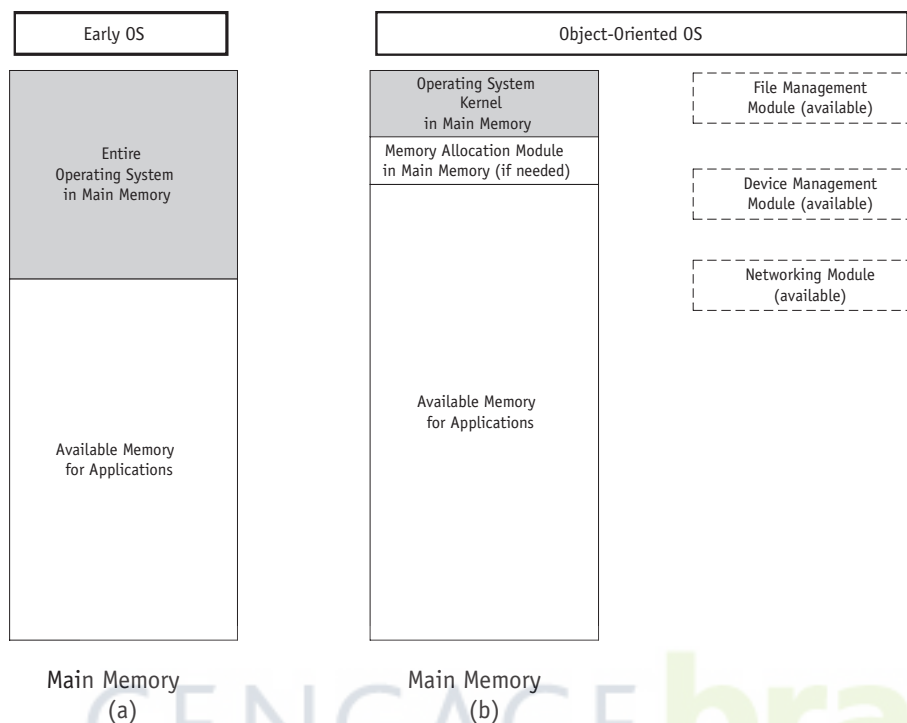 Early OS
Object-Oriented OS
Entire
Operating System
in Main Memory
Available Memory
for Applications
Main Memory
(a)
Operating System
Kernel
in Main Memory
Memory Allocation Module
in Main Memory (if needed)
Available Memory
for Applications
Main Memory
(b)
File Management
Module (available)
Device Management
Module (available)
Networking Module
(available)
CENGAGE bra